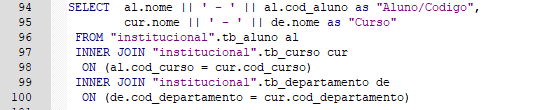 94 SELECT al.nome || ' - ' || al.cod_aluno as "Aluno/Codigo",
95 cur.nome || ' - ' || de.nome as "Curso"
96 FROM "institucional".tb_aluno al
97 INNER JOIN "institucional".tb_curso cur
98 ON (al.cod_curso = cur.cod_curso)
99 INNER JOIN "institucional".tb_departamento de
100 ON (de.cod_departamento = cur.cod_departamento)